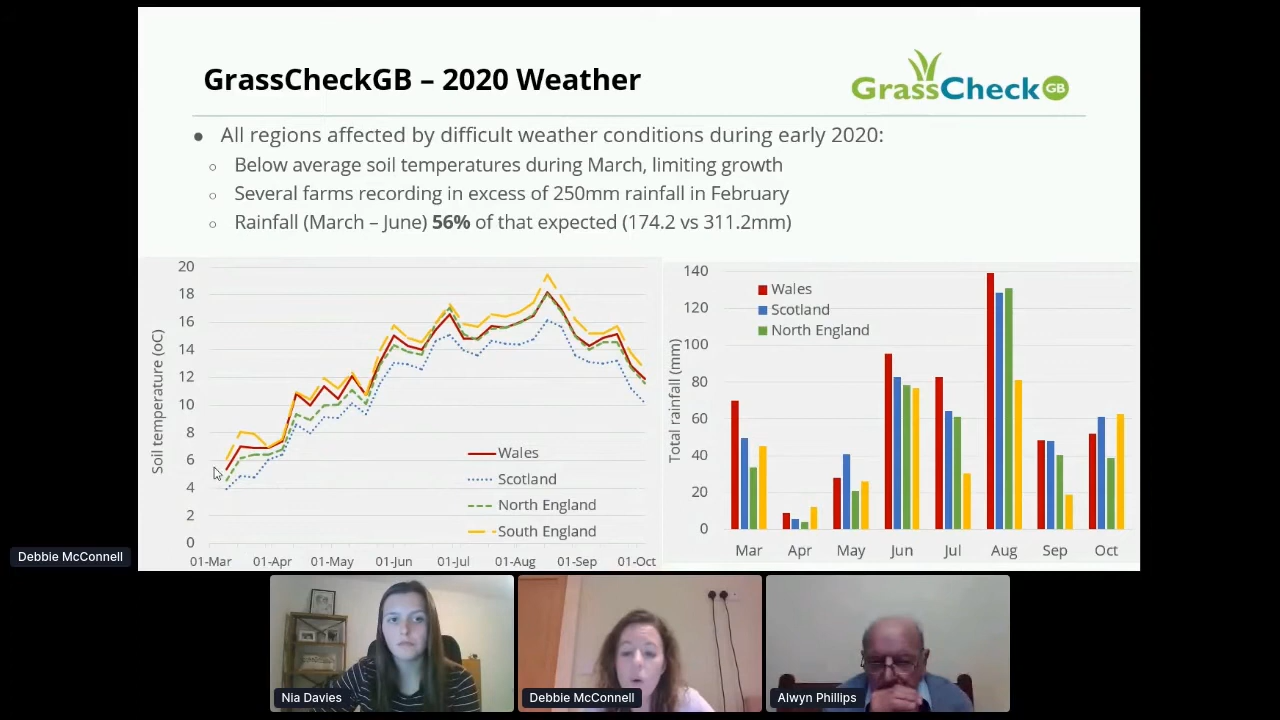 GrassCheckGB – 2020 Weather
GrassCheck GB
● All regions affected by difficult weather conditions during early 2020:
○ Below average soil temperatures during March, limiting growth
○ Several farms recording in excess of 250mm rainfall in February
○ Rainfall (March – June) 56% of that expected (174.2 vs 311.2mm)
Soil temperature (oC)
20
18
16
14
12
10
8
6
4
2
0
01-Mar 01-Apr 01-May 01-Jun 01-Jul 01-Aug 01-Sep 01-Oct
Wales
Scotland
North England
South England
Total rainfall (mm)
140
120
100
80
60
40
20
0
Mar Apr May Jun Jul Aug Sep Oct
Wales
Scotland
North England
Debbie McConnell
Nia Davies
Debbie McConnell
Alwyn Phillips